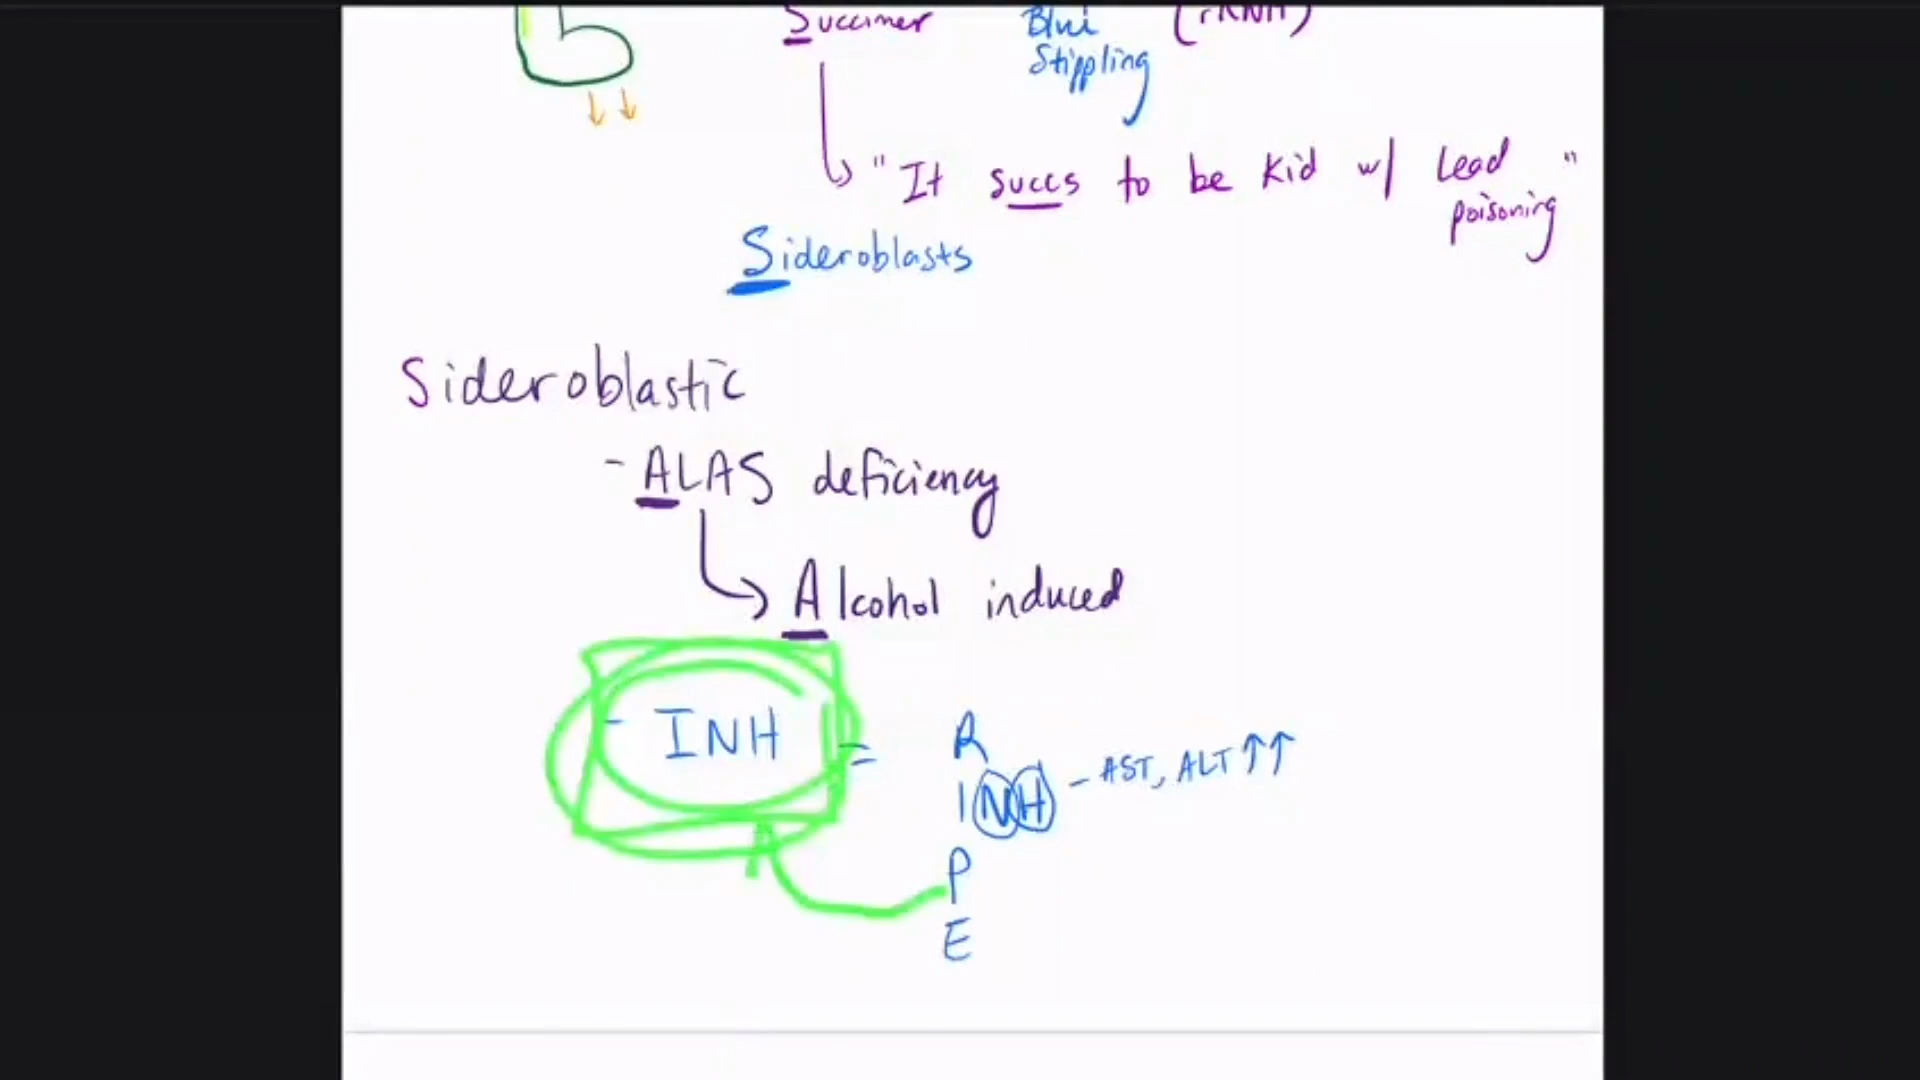 Succimer
Blue
Stippling
(rRNA)
"It succs to be kid w/ Lead
poisoning"
Sideroblasts
Sideroblastic
- ALAS deficiency
Alcohol induced
- INH =
R
INH - AST, ALT ↑↑
P
E